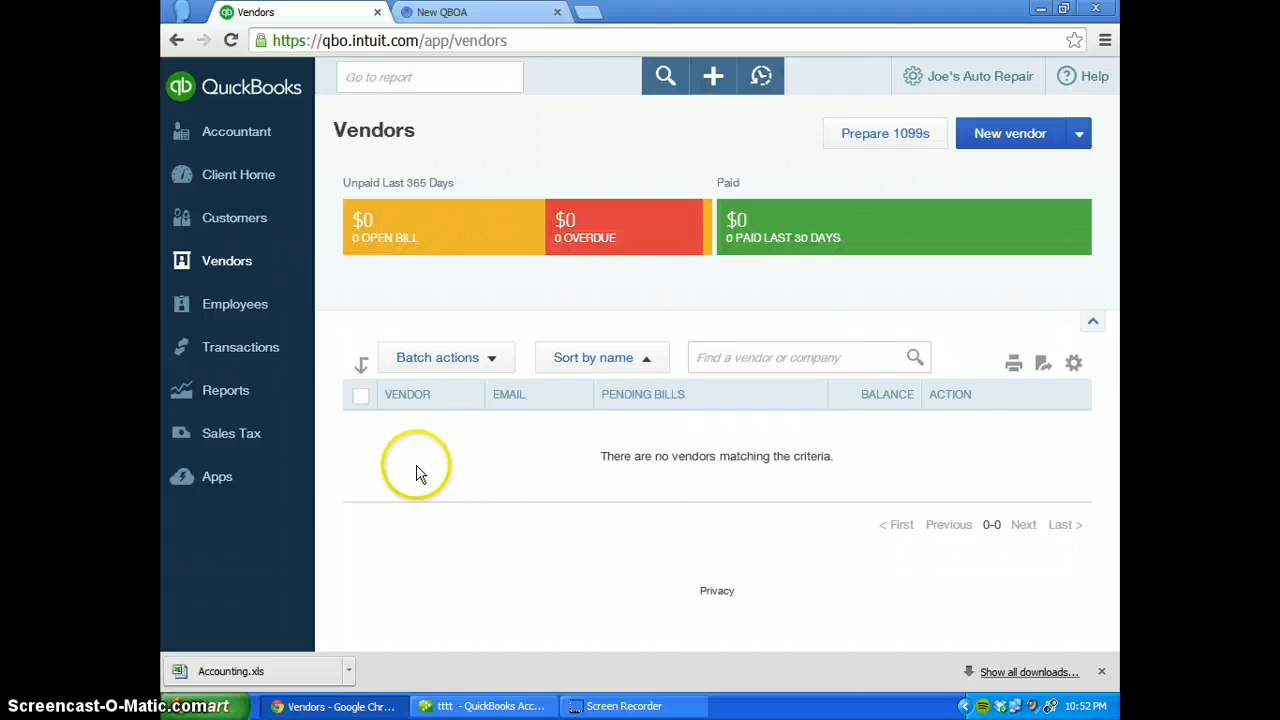 Vendors
New QBOA
https://qbo.intuit.com/app/vendors
qb QuickBooks
Go to report
Joe's Auto Repair
Help
Accountant
Client Home
Customers
Vendors
Employees
Transactions
Reports
Sales Tax
Apps
Vendors
Prepare 1099s
New vendor
Unpaid Last 365 Days
Paid
$0
0 OPEN BILL
$0
0 OVERDUE
$0
0 PAID LAST 30 DAYS
Batch actions
Sort by name
Find a vendor or company
VENDOR EMAIL PENDING BILLS BALANCE ACTION
There are no vendors matching the criteria.
< First Previous 0-0 Next Last >
Privacy
Accounting.xls
Show all downloads...
Screencast-O-Matic.com
art
Vendors - Google Chr...
tttt - QuickBooks Acc...
Screen Recorder
10:52 PM